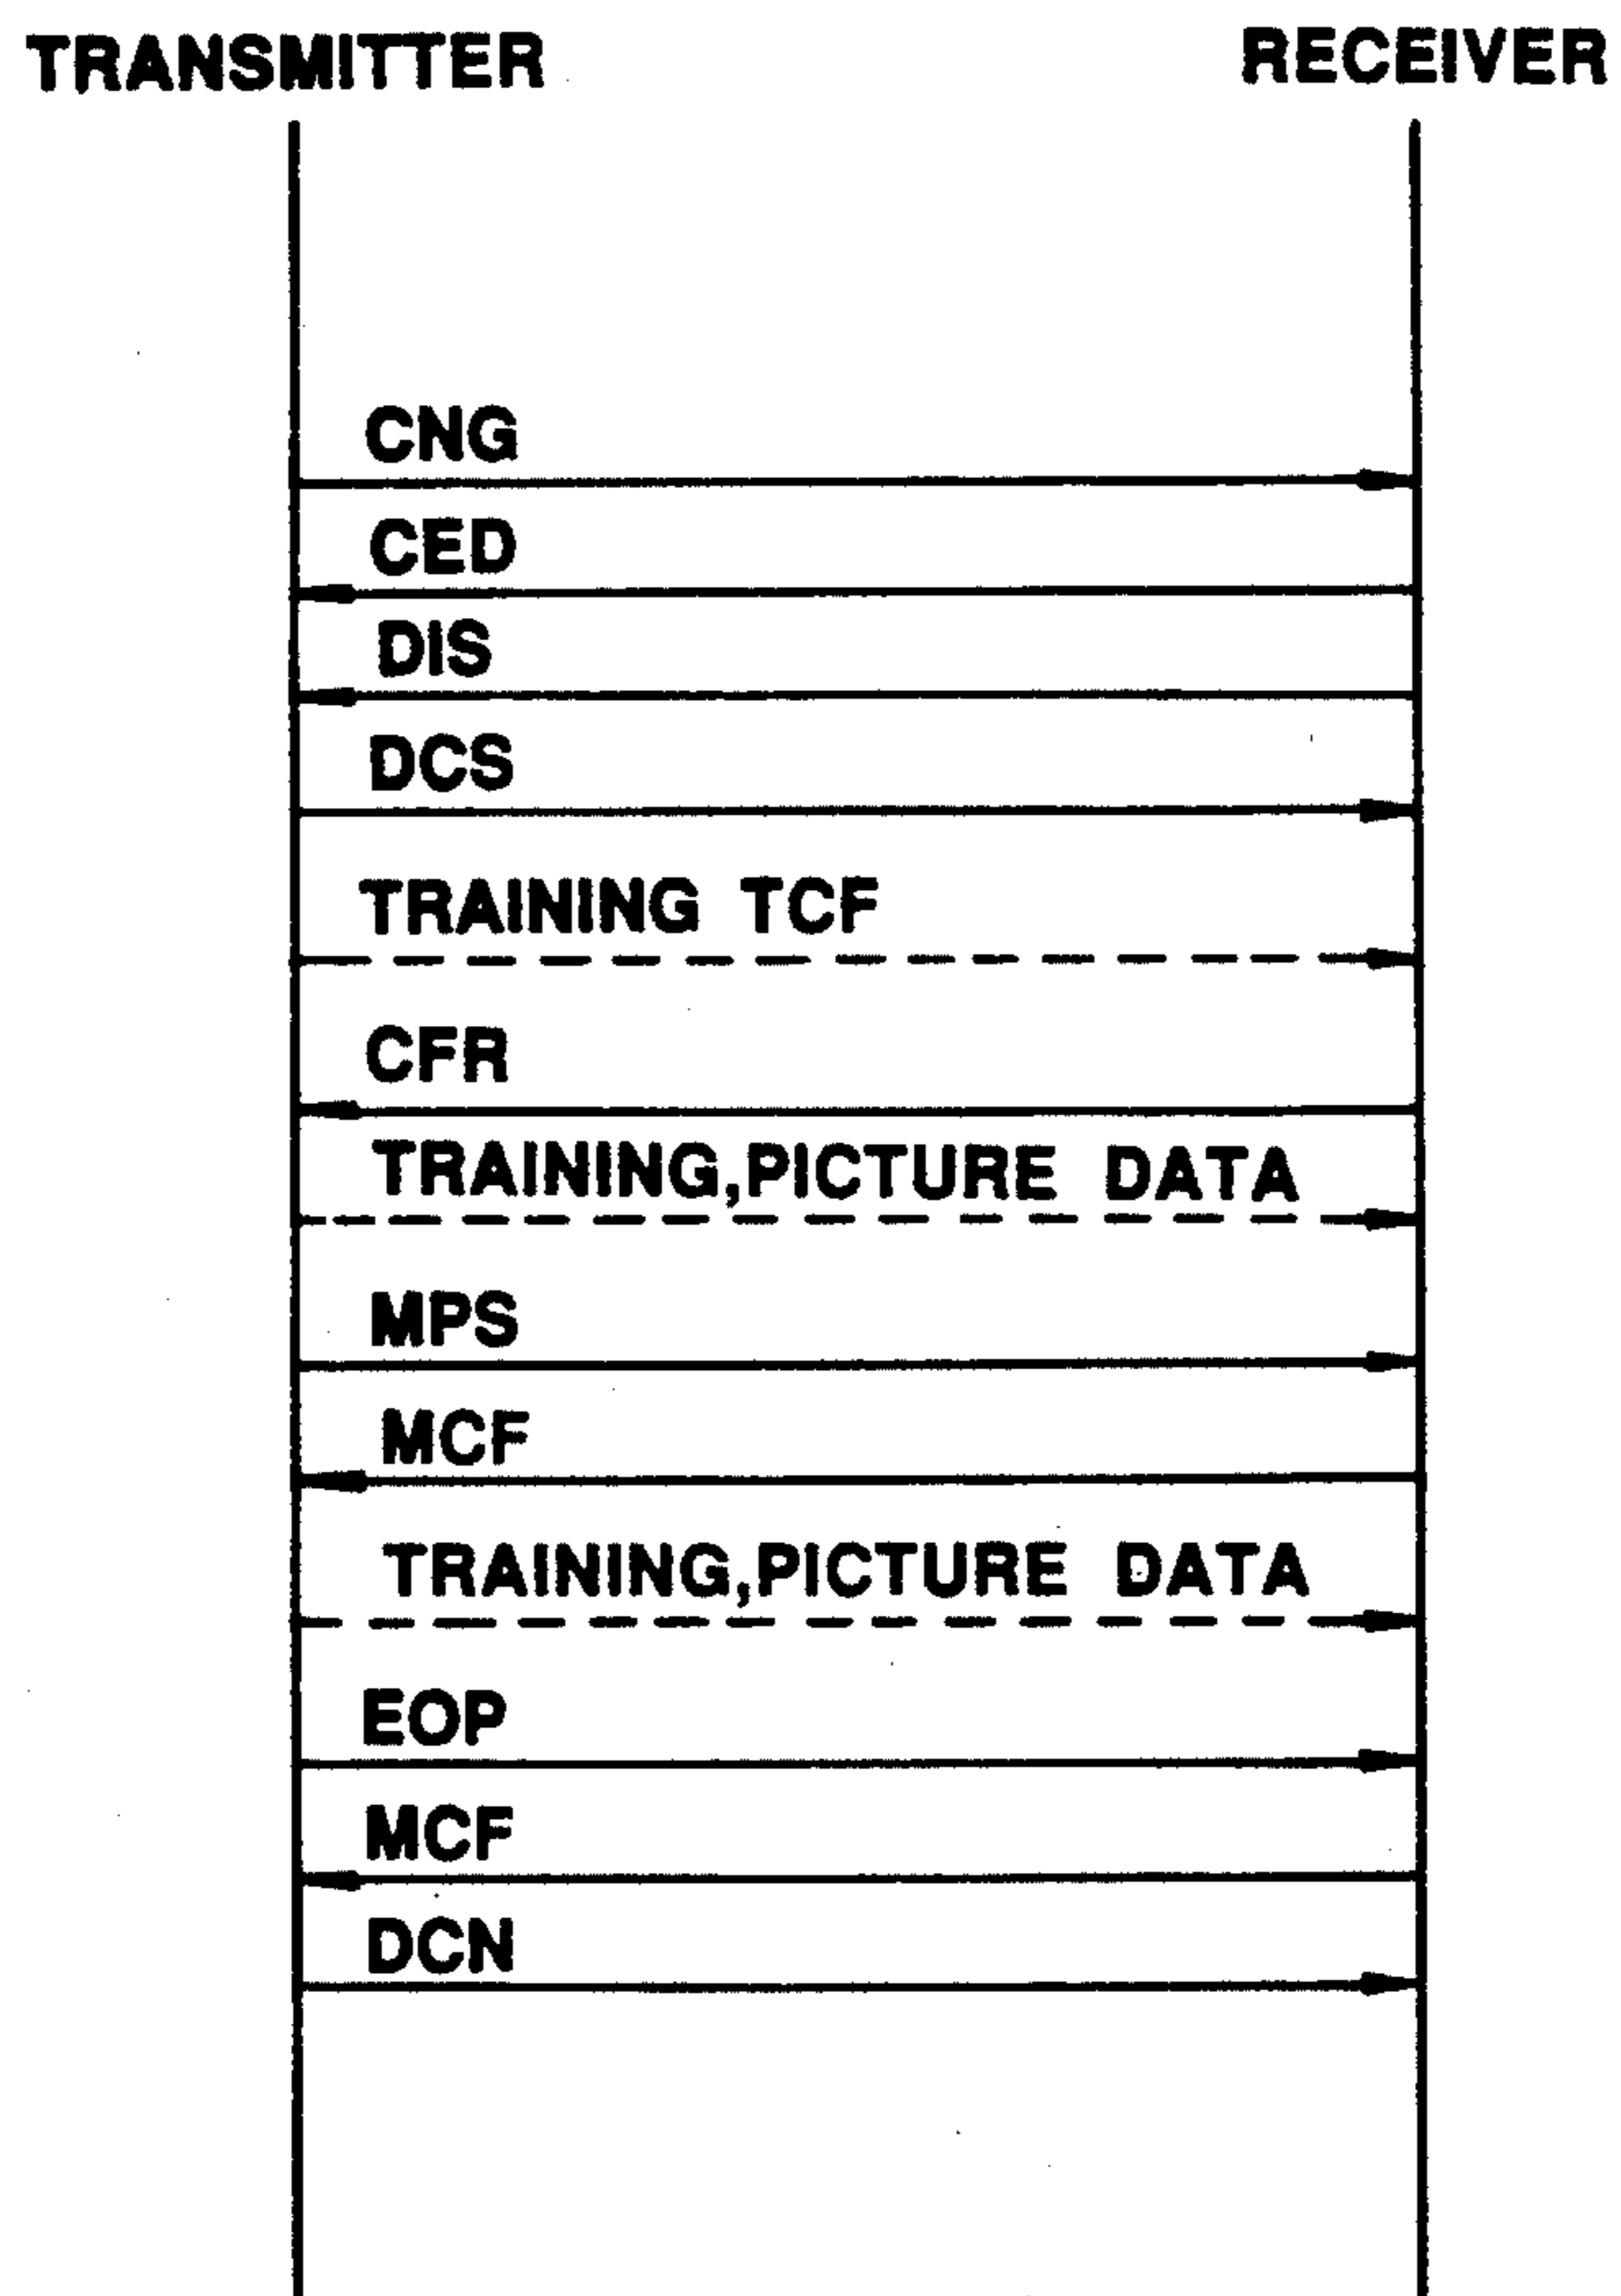 TRANSMITTER RECEIVER
CNG
CED
DIS
DCS
TRAINING TCF
CFR
TRAINING,PICTURE DATA
MPS
MCF
TRAINING,PICTURE DATA
EOP
MCF
DCN